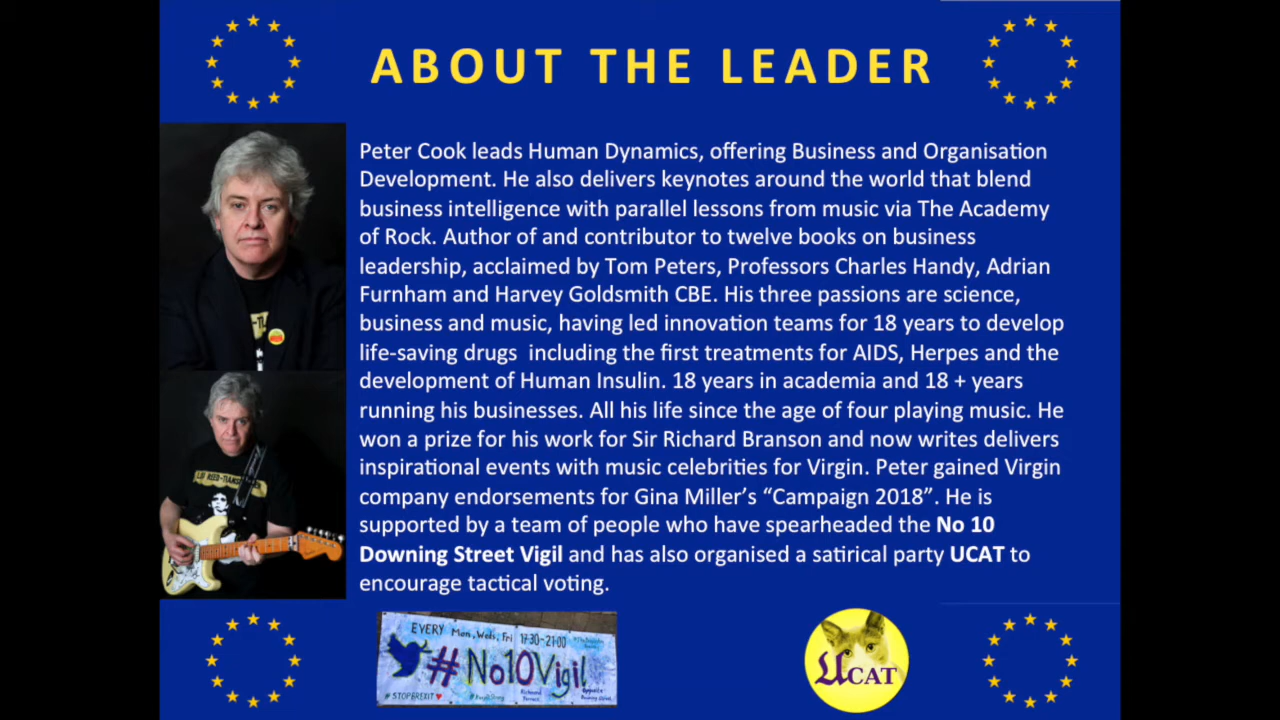 ABOUT THE LEADER
Peter Cook leads Human Dynamics, offering Business and Organisation
Development. He also delivers keynotes around the world that blend
business intelligence with parallel lessons from music via The Academy
of Rock. Author of and contributor to twelve books on business
leadership, acclaimed by Tom Peters, Professors Charles Handy, Adrian
Furnham and Harvey Goldsmith CBE. His three passions are science,
business and music, having led innovation teams for 18 years to develop
life-saving drugs  including the first treatments for AIDS, Herpes and the
development of Human Insulin. 18 years in academia and 18 + years
running his businesses. All his life since the age of four playing music. He
won a prize for his work for Sir Richard Branson and now writes delivers
inspirational events with music celebrities for Virgin. Peter gained Virgin
company endorsements for Gina Miller’s “Campaign 2018”. He is
supported by a team of people who have spearheaded the No 10
Downing Street Vigil and has also organised a satirical party UCAT to
encourage tactical voting.
EVERY Mon, Weds, Fri 17:30-21:00
#No10Vigil
#STOPBREXIT
Richmond
Terrace
Opposite
Downing Street
UCAT